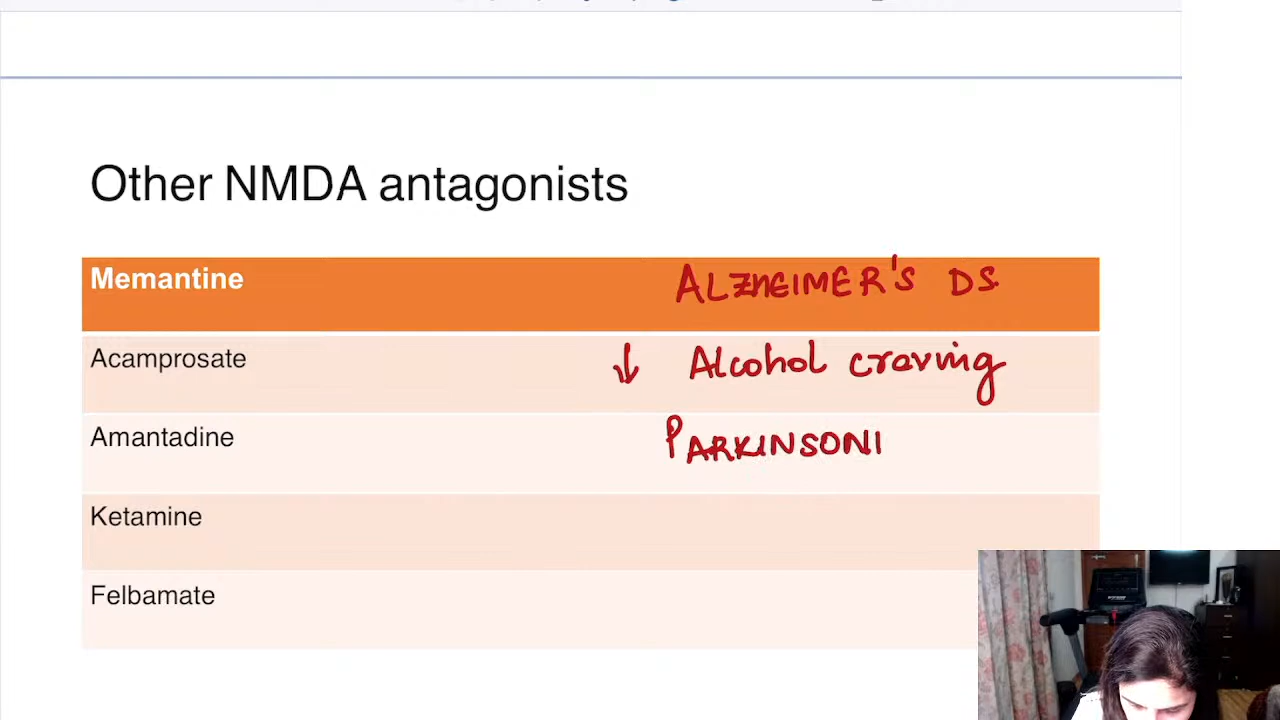 Other NMDA antagonists
Memantine ALZHEIMER'S DS
Acamprosate ↓ Alcohol craving
Amantadine PARKINSONI
Ketamine
Felbamate